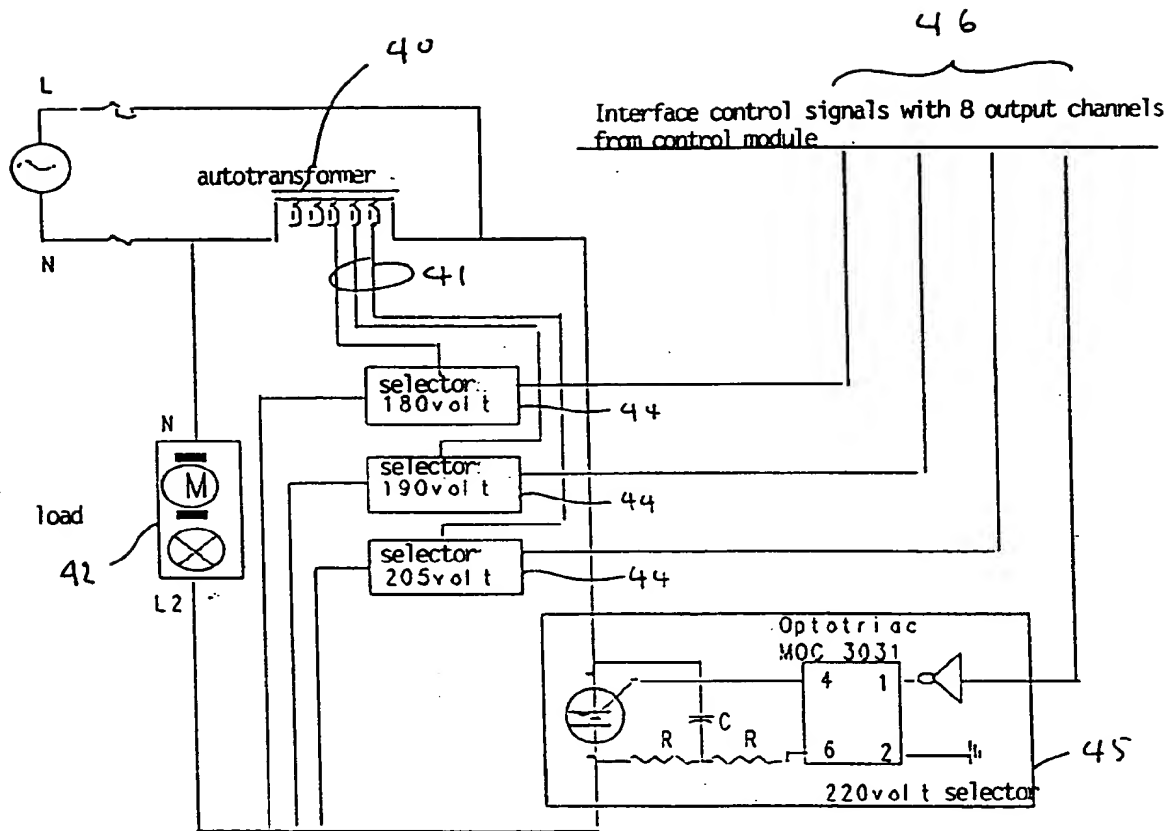 46
40
L
Interface control signals with 8 output channels
from control module
autotransformer
N
41
selector:
180volt
44
N
selector:
190volt
44
M
load
selector:
205volt
44
42
L2
Optotriac
MOC 3031
4 1
C
R R
6 2
45
220volt selector